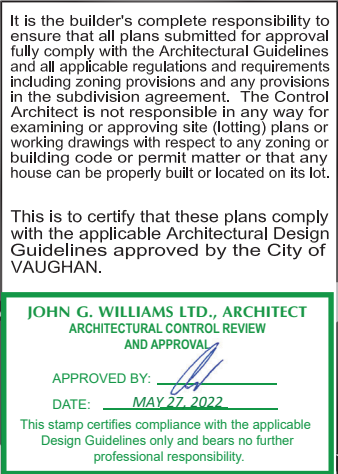 It is the builder's complete responsibility to
ensure that all plans submitted for approval
fully comply with the Architectural Guidelines
and all applicable regulations and requirements
including zoning provisions and any provisions
in the subdivision agreement. The Control
Architect is not responsible in any way for
examining or approving site (lotting) plans or
working drawings with respect to any zoning or
building code or permit matter or that any
house can be properly built or located on its lot.
This is to certify that these plans comply
with the applicable Architectural Design
Guidelines approved by the City of
VAUGHAN.
JOHN G. WILLIAMS LTD., ARCHITECT
ARCHITECTURAL CONTROL REVIEW
AND APPROVAL
APPROVED BY:
DATE: MAY 27, 2022
This stamp certifies compliance with the applicable
Design Guidelines only and bears no further
professional responsibility.